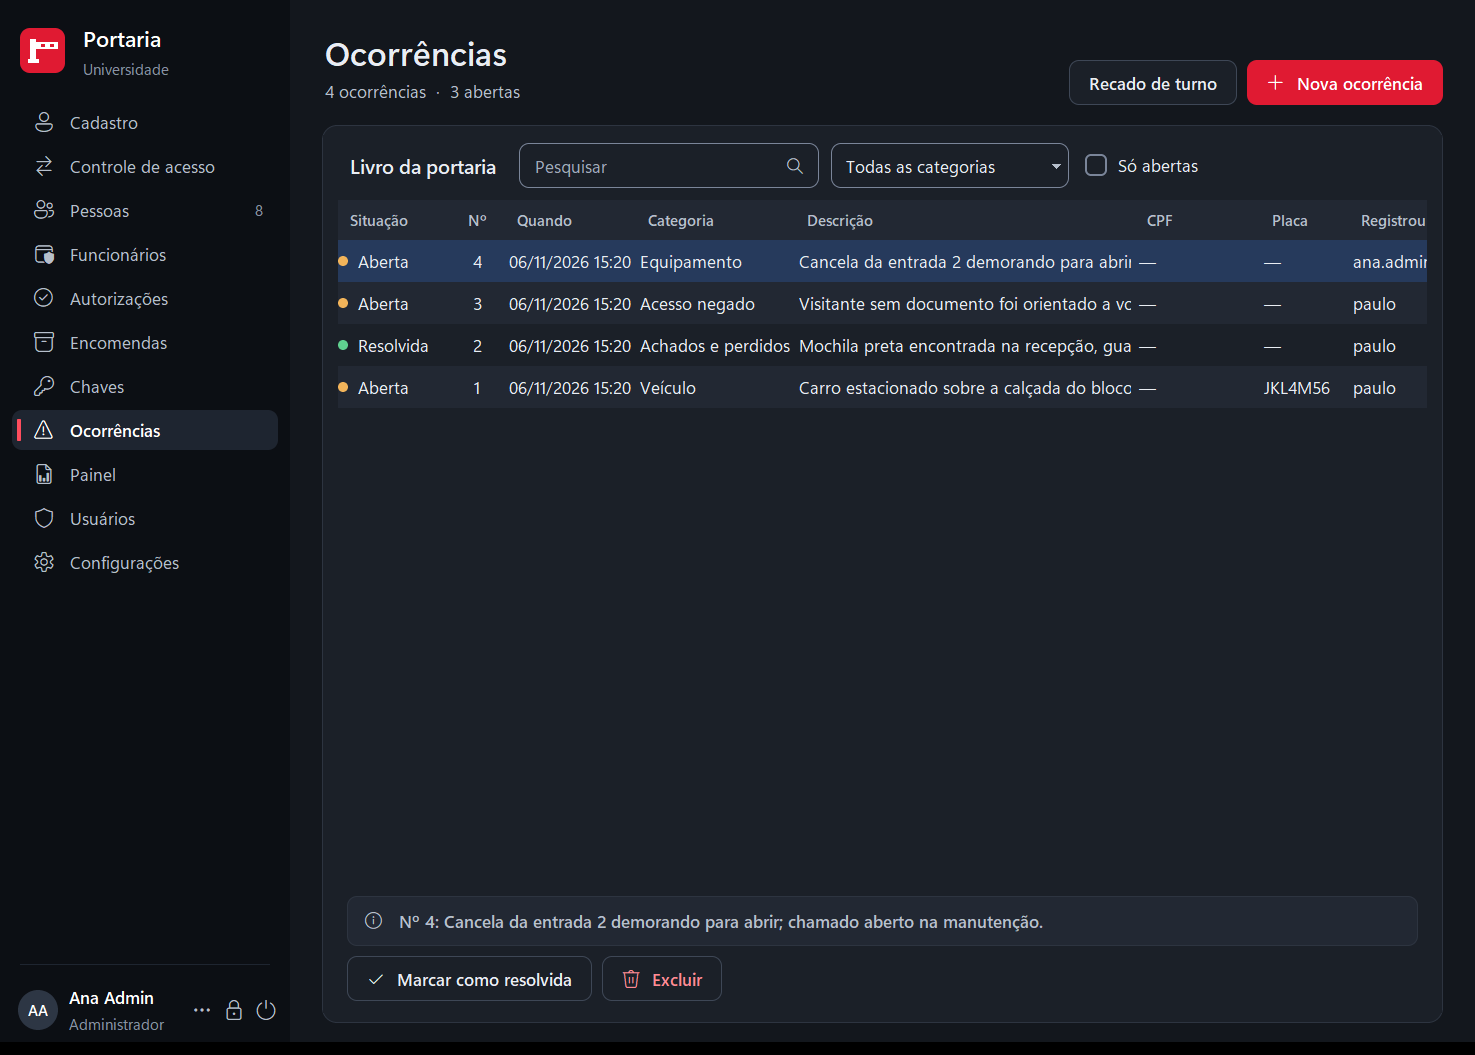 Portaria
Universidade
Cadastro
Controle de acesso
Pessoas 8
Funcionários
Autorizações
Encomendas
Chaves
Ocorrências
Painel
Usuários
Configurações
AA
Ana Admin
Administrador
Ocorrências
4 ocorrências · 3 abertas
Recado de turno
Nova ocorrência
Livro da portaria
Pesquisar
Todas as categorias
Só abertas
Situação Nº Quando Categoria Descrição CPF Placa Registrou
Aberta 4 06/11/2026 15:20 Equipamento Cancela da entrada 2 demorando para abrir — — ana.admin
Aberta 3 06/11/2026 15:20 Acesso negado Visitante sem documento foi orientado a vc — — paulo
Resolvida 2 06/11/2026 15:20 Achados e perdidos Mochila preta encontrada na recepção, gua — — paulo
Aberta 1 06/11/2026 15:20 Veículo Carro estacionado sobre a calçada do bloco — JKL4M56 paulo
Nº 4: Cancela da entrada 2 demorando para abrir; chamado aberto na manutenção.
Marcar como resolvida
Excluir